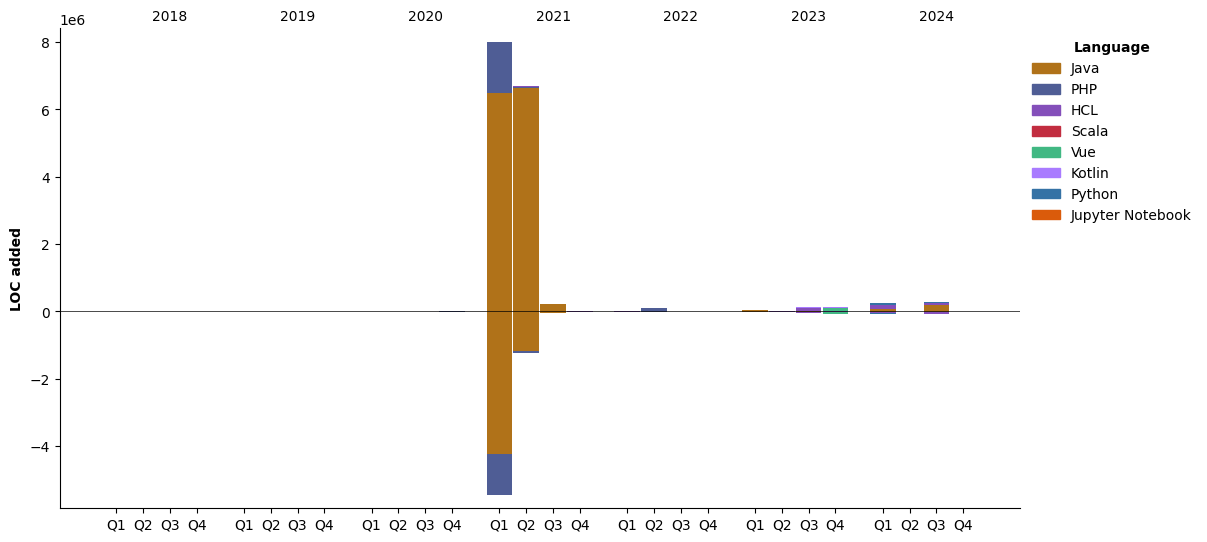 1e6
2018 2019 2020 2021 2022 2023 2024
8
6
4
2
0
−2
−4
LOC added
Q1 Q2 Q3 Q4 Q1 Q2 Q3 Q4 Q1 Q2 Q3 Q4 Q1 Q2 Q3 Q4 Q1 Q2 Q3 Q4 Q1 Q2 Q3 Q4 Q1 Q2 Q3 Q4
Language
Java
PHP
HCL
Scala
Vue
Kotlin
Python
Jupyter Notebook